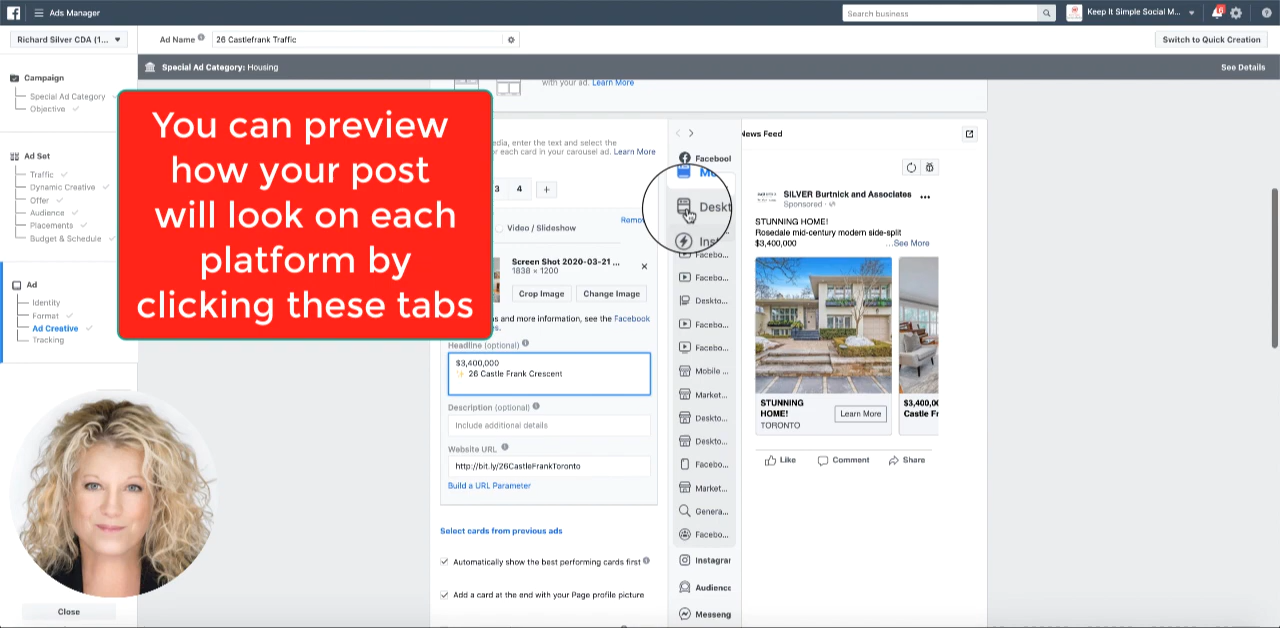 Ads Manager
Search business
Keep It Simple Social M...
Richard Silver CDA (1...
Ad Name
26 Castlefrank Traffic
Switch to Quick Creation
Special Ad Category: Housing
See Details
Campaign
Special Ad Category
Objective
Ad Set
Traffic
Dynamic Creative
Offer
Audience
Placements
Budget & Schedule
Ad
Identity
Format
Ad Creative
Tracking
Close
You can preview
how your post
will look on each
platform by
clicking these tabs
with your ad. Learn More
edia, enter the text and select the
r each card in your carousel ad. Learn More
3 4 +
Remo
Video / Slideshow
Screen Shot 2020-03-21 ...
1838 × 1200
Crop Image
Change Image
s and more information, see the Facebook
Headline (optional)
$3,400,000
✨ 26 Castle Frank Crescent
Description (optional)
Include additional details
Website URL
http://bit.ly/26CastleFrankToronto
Build a URL Parameter
Select cards from previous ads
Automatically show the best performing cards first
Add a card at the end with your Page profile picture
Facebool
Deskt
Inst
Facebo...
Facebo...
Deskto...
Facebo...
Facebo...
Mobile ...
Market...
Deskto...
Deskto...
Facebo...
Market...
Genera...
Facebo...
Instagrar
Audience
Messeng
News Feed
SILVER Burtnick and Associates
Sponsored ·
STUNNING HOME!
Rosedale mid-century modern side-split
$3,400,000
...See More
STUNNING
HOME!
TORONTO
Learn More
$3,400,00
Castle Fr
Like
Comment
Share